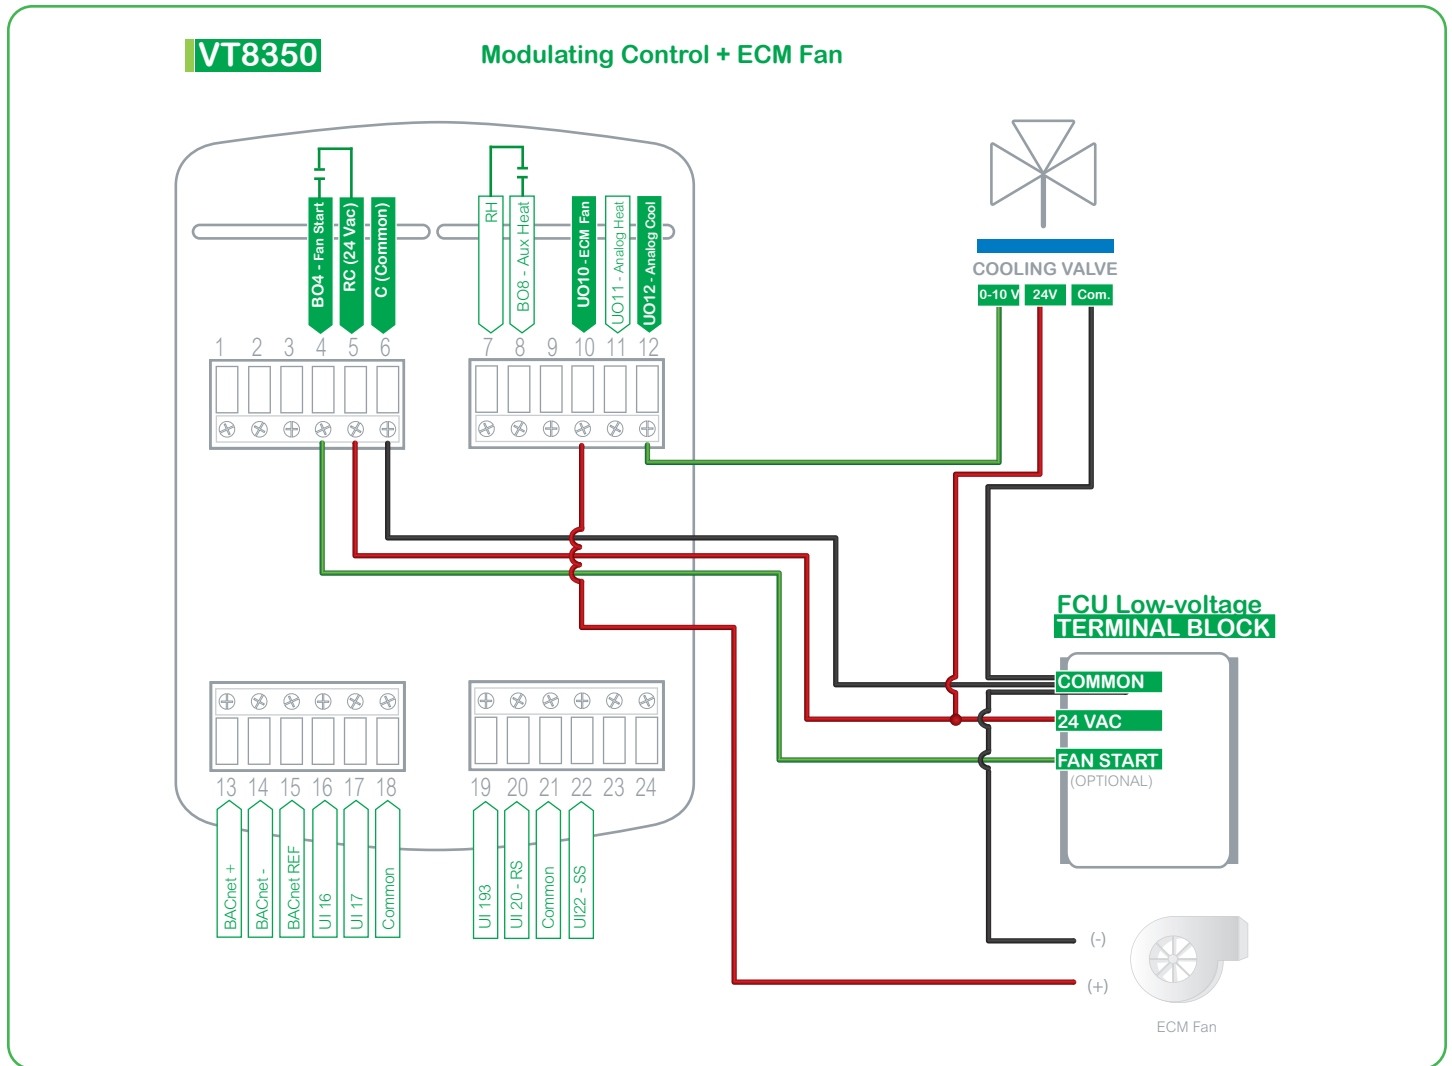 VT8350
Modulating Control + ECM Fan
BO4 - Fan Start
RC (24 Vac)
C (Common)
RH
BO8 - Aux Heat
UO10 - ECM Fan
UO11 - Analog Heat
UO12 - Analog Cool
1 2 3 4 5 6
7 8 9 10 11 12
COOLING VALVE
0-10 V 24V Com.
FCU Low-voltage
TERMINAL BLOCK
COMMON
24 VAC
FAN START
(OPTIONAL)
13 14 15 16 17 18
19 20 21 22 23 24
BACnet +
BACnet -
BACnet REF
UI 16
UI 17
Common
UI 193
UI 20 - RS
Common
UI22 - SS
(-)
(+)
ECM Fan